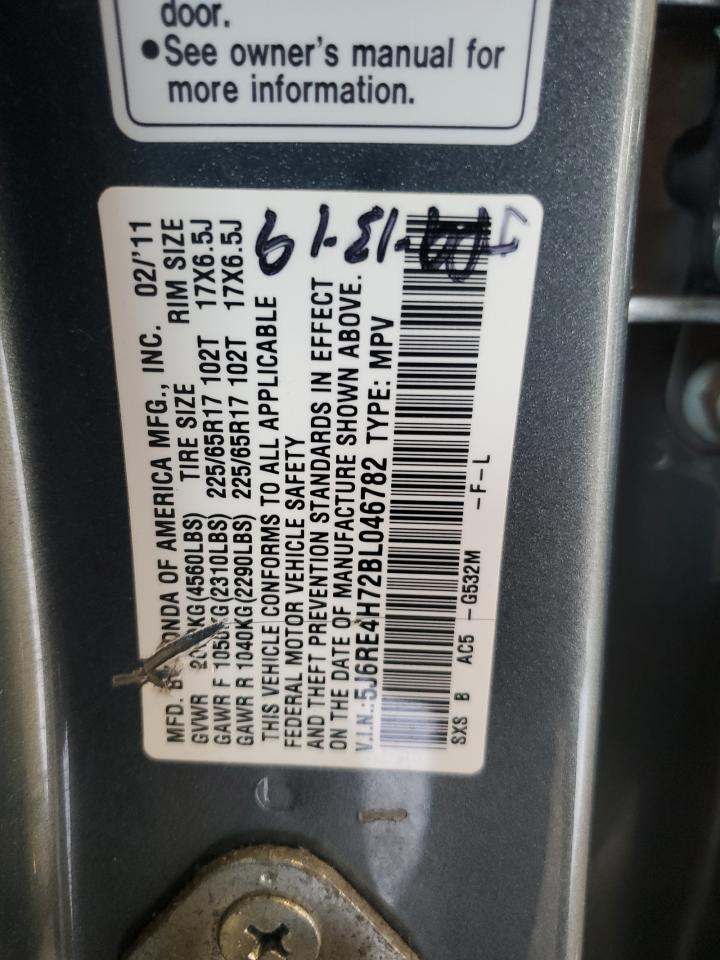 door.
•See owner's manual for
more information.
MFD. B ONDA OF AMERICA MFG., INC. 02/'11
GVWR KG(4560LBS) TIRE SIZE RIM SIZE
GAWR F 1050KG(2310LBS) 225/65R17 102T 17X6.5J
GAWR R 1040KG(2290LBS) 225/65R17 102T 17X6.5J
THIS VEHICLE CONFORMS TO ALL APPLICABLE
FEDERAL MOTOR VEHICLE SAFETY
AND THEFT PREVENTION STANDARDS IN EFFECT
ON THE DATE OF MANUFACTURE SHOWN ABOVE.
V.I.N.:5J6RE4H72BL046782 TYPE: MPV
SXS B AC5 - G532M - F - L